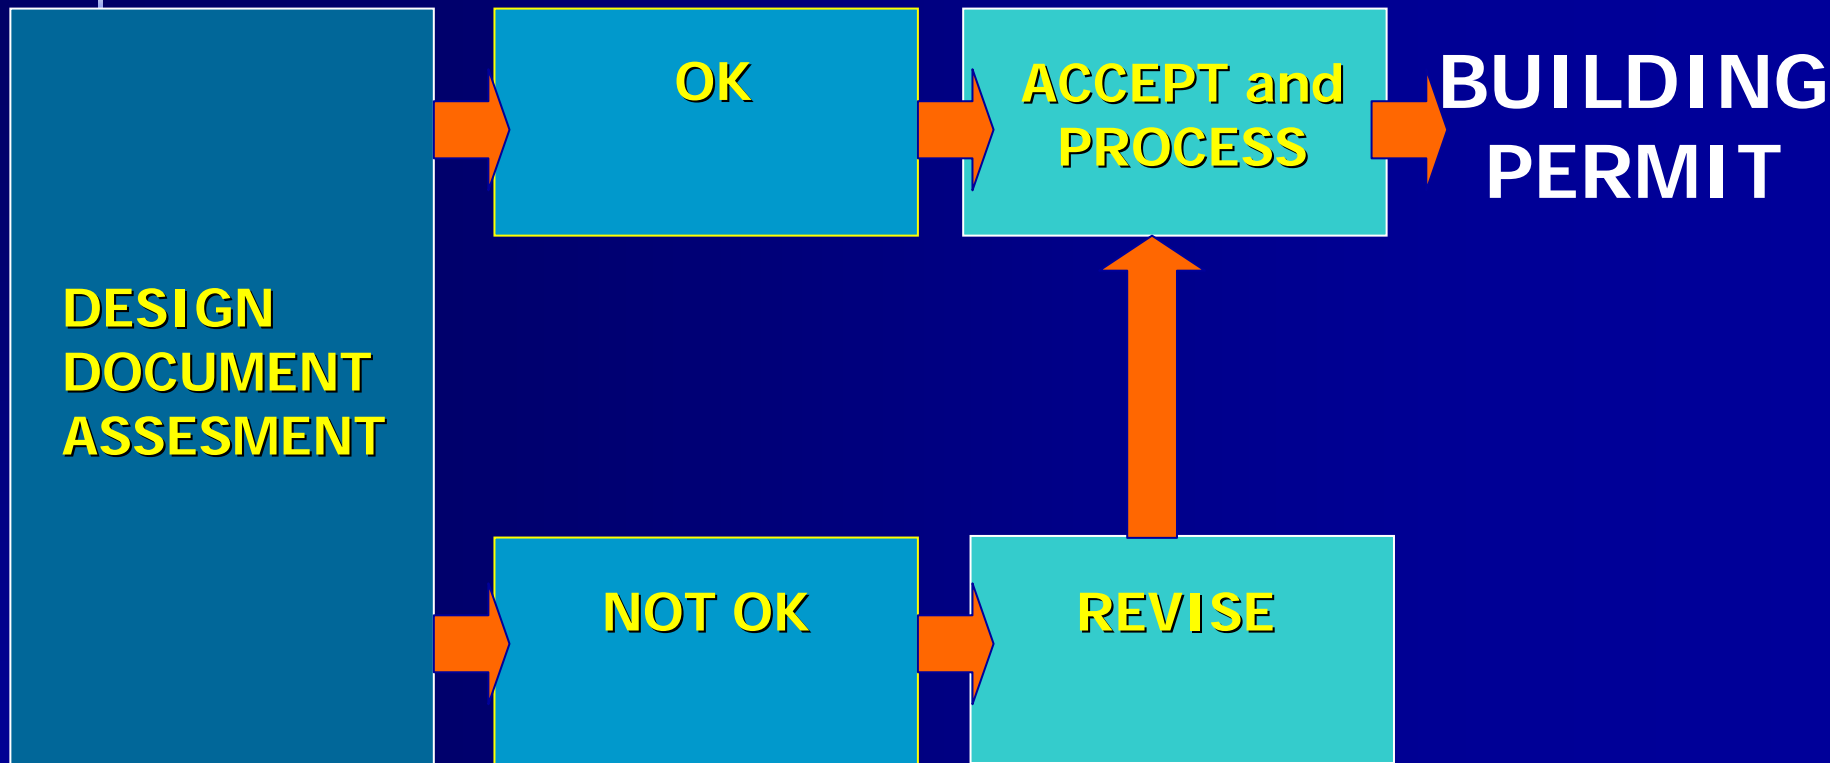 DESIGN
DOCUMENT
ASSESMENT
OK
NOT OK
ACCEPT and
PROCESS
REVISE
BUILDING
PERMIT